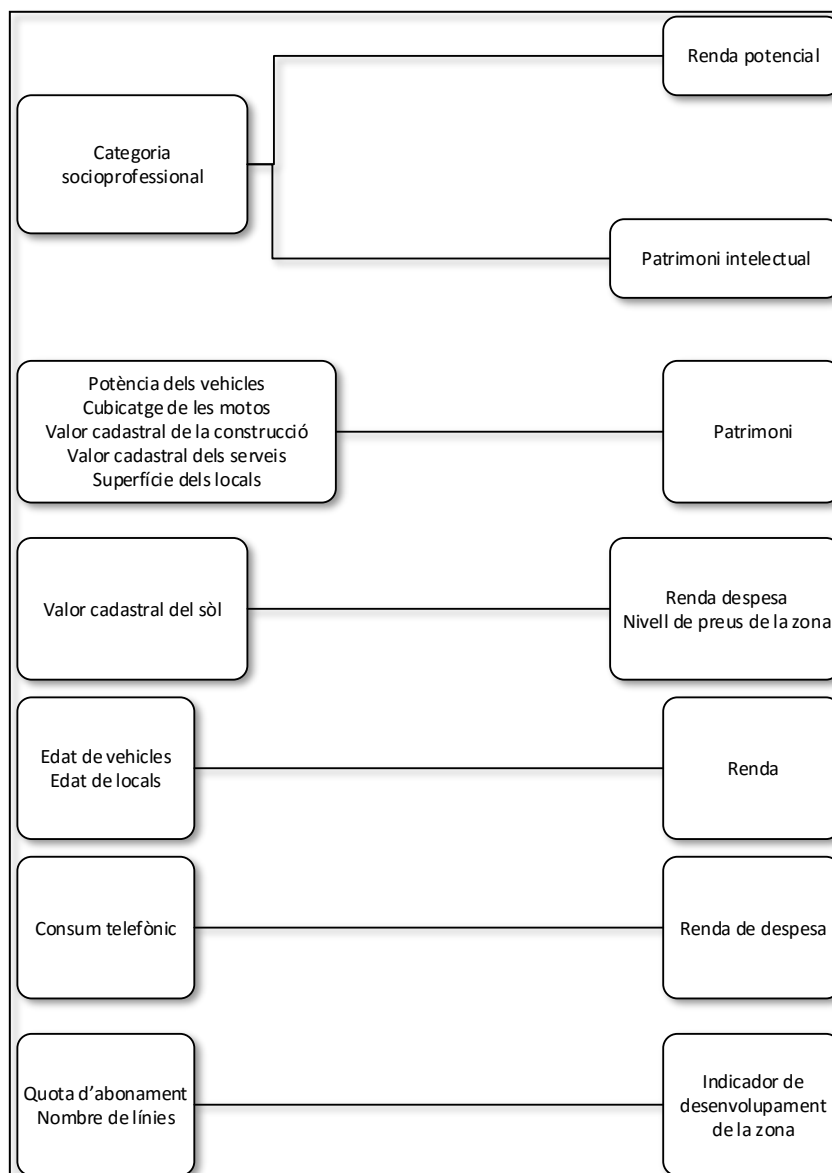 Renda potencial
Categoria
socioprofessional
Patrimoni intelectual
Potència dels vehicles
Cubicatge de les motos
Valor cadastral de la construcció
Valor cadastral dels serveis
Superfície dels locals
Patrimoni
Valor cadastral del sòl
Renda despesa
Nivell de preus de la zona
Edat de vehicles
Edat de locals
Renda
Consum telefònic
Renda de despesa
Quota d’abonament
Nombre de línies
Indicador de
desenvolupament
de la zona